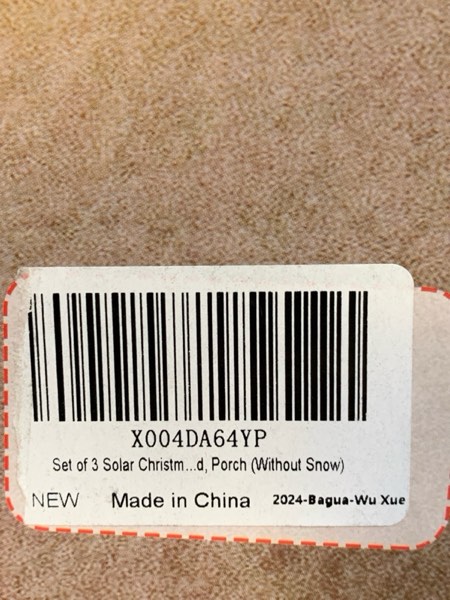 X004DA64YP
Set of 3 Solar Christm...d, Porch (Without Snow)
NEW Made in China 2024-Bagua-Wu Xue